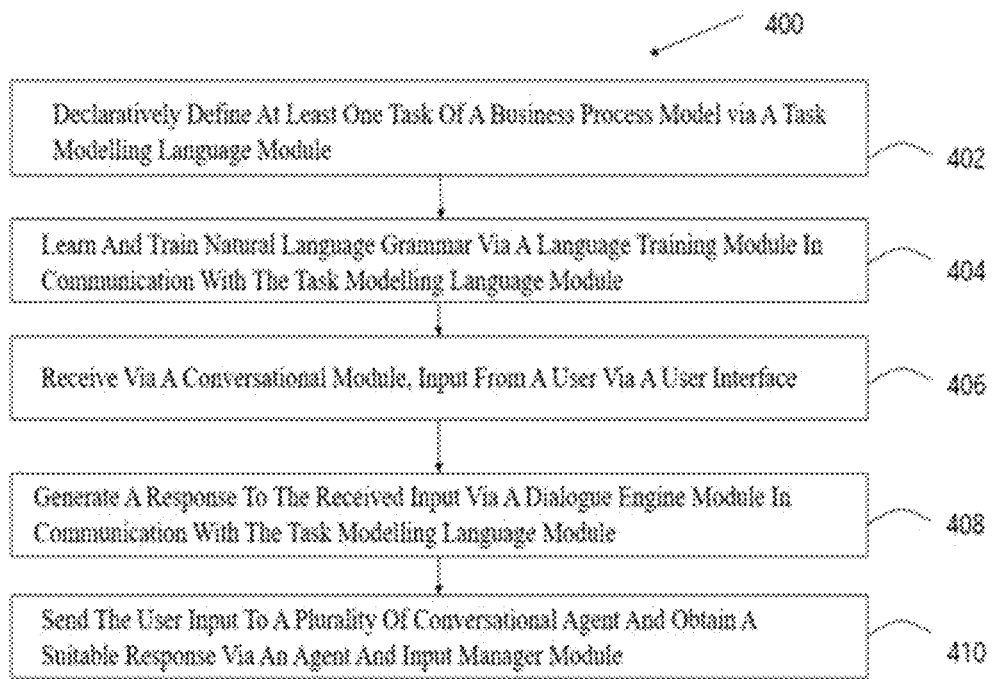 400
Declaratively Define At Least One Task Of A Business Process Model via A Task
Modelling Language Module
402
Learn And Train Natural Language Grammar Via A Language Training Module In
Communication With The Task Modelling Language Module
404
Receive Via A Conversational Module, Input From A User Via A User Interface
406
Generate A Response To The Received Input Via A Dialogue Engine Module In
Communication With The Task Modelling Language Module
408
Send The User Input To A Plurality Of Conversational Agent And Obtain A
Suitable Response Via An Agent And Input Manager Module
410